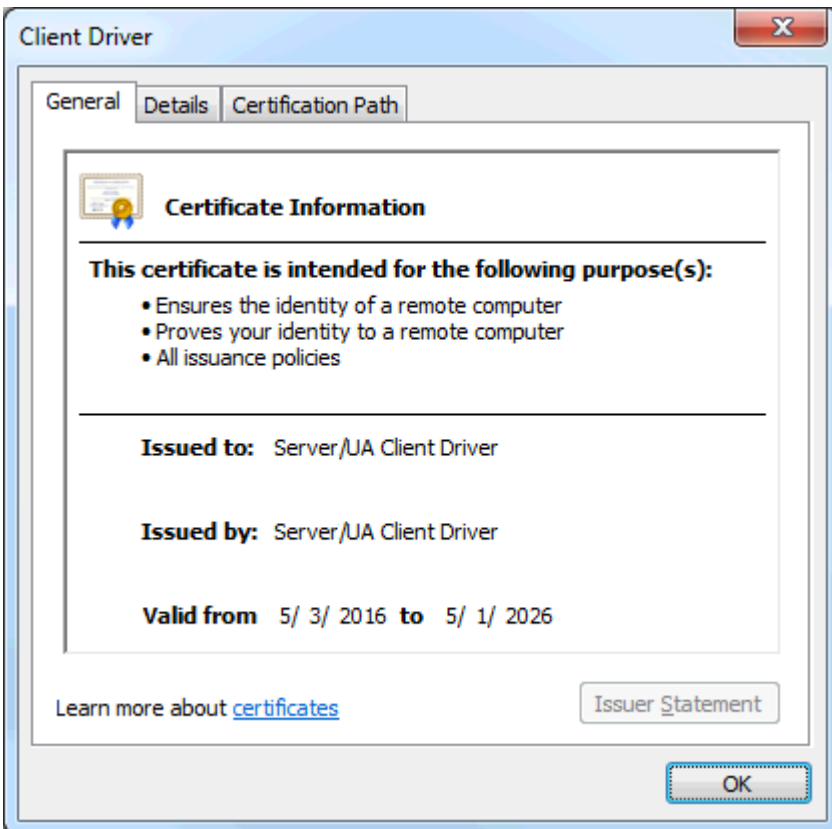 Client Driver
General Details Certification Path
Certificate Information
This certificate is intended for the following purpose(s):
• Ensures the identity of a remote computer
• Proves your identity to a remote computer
• All issuance policies
Issued to: Server/UA Client Driver
Issued by: Server/UA Client Driver
Valid from 5/ 3/ 2016 to 5/ 1/ 2026
Learn more about certificates
Issuer Statement
OK